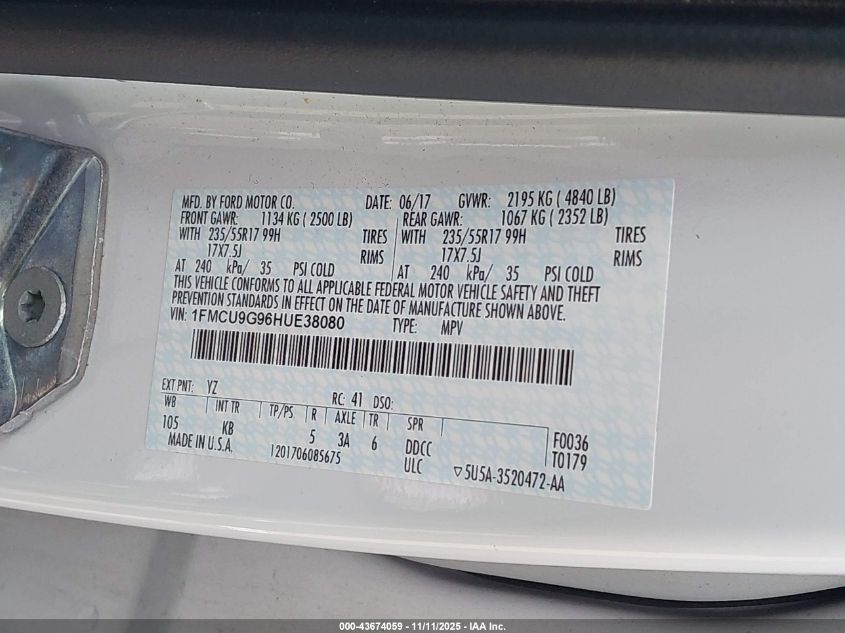 MFD. BY FORD MOTOR CO. DATE: 06/17 GVWR: 2195 KG ( 4840 LB)
FRONT GAWR: 1134 KG ( 2500 LB) REAR GAWR: 1067 KG ( 2352 LB)
WITH 235/55R17 99H TIRES WITH 235/55R17 99H TIRES
17X7.5J RIMS 17X7.5J RIMS
AT 240 kPa/ 35 PSI COLD AT 240 kPa/ 35 PSI COLD
THIS VEHICLE CONFORMS TO ALL APPLICABLE FEDERAL MOTOR VEHICLE SAFETY AND THEFT
PREVENTION STANDARDS IN EFFECT ON THE DATE OF MANUFACTURE SHOWN ABOVE.
VIN: 1FMCU9G96HUE38080 TYPE: MPV
EXT PNT: YZ RC: 41 DSO:
WB INT TR TP/PS R AXLE TR SPR
105 KB 5 3A 6 DDCC F0036
MADE IN U.S.A. 1201706085675 ULC T0179
5U5A-3520472-AA
000-43674059 - 11/11/2025 - IAA Inc.